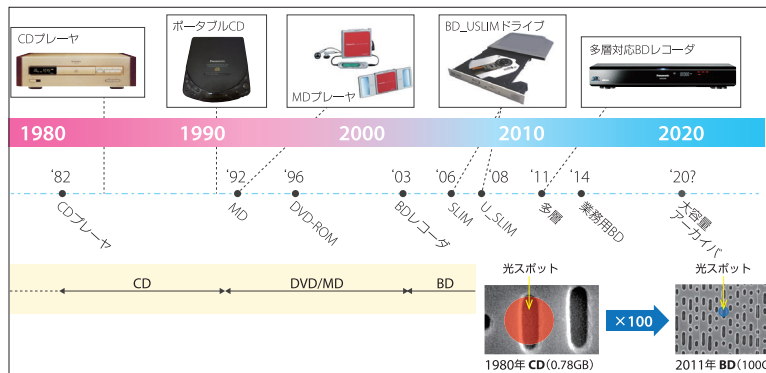 CDプレーヤ
ポータブルCD
MDプレーヤ
BD_USLIMドライブ
多層対応BDレコーダ
Panasonic
1980
1990
2000
2010
2020
‘82
‘92
‘96
‘03
‘06
‘08
‘11
‘14
‘20?
CDプレーヤ
MD
DVD-ROM
BDレコーダ
SLIM
U_SLIM
多層
業務用BD
大容量
アーカイバ
CD
DVD/MD
BD
光スポット
光スポット
×100
1980年 CD(0.78GB)
2011年 BD(100G